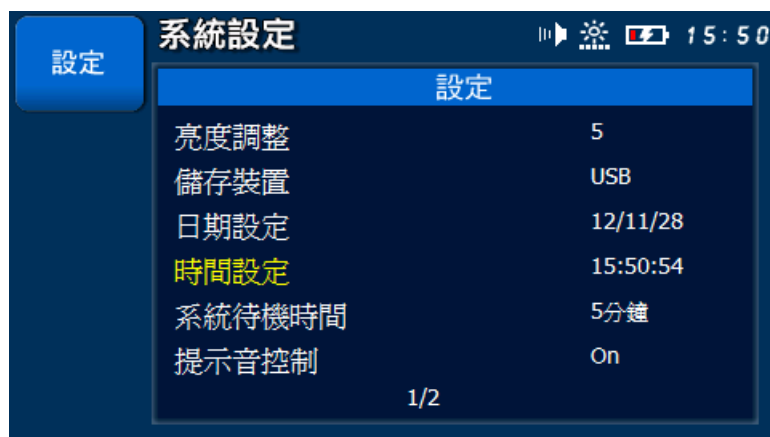 設定
系統設定 15:50
設定
亮度調整 5
儲存裝置 USB
日期設定 12/11/28
時間設定 15:50:54
系統待機時間 5分鐘
提示音控制 On
1/2